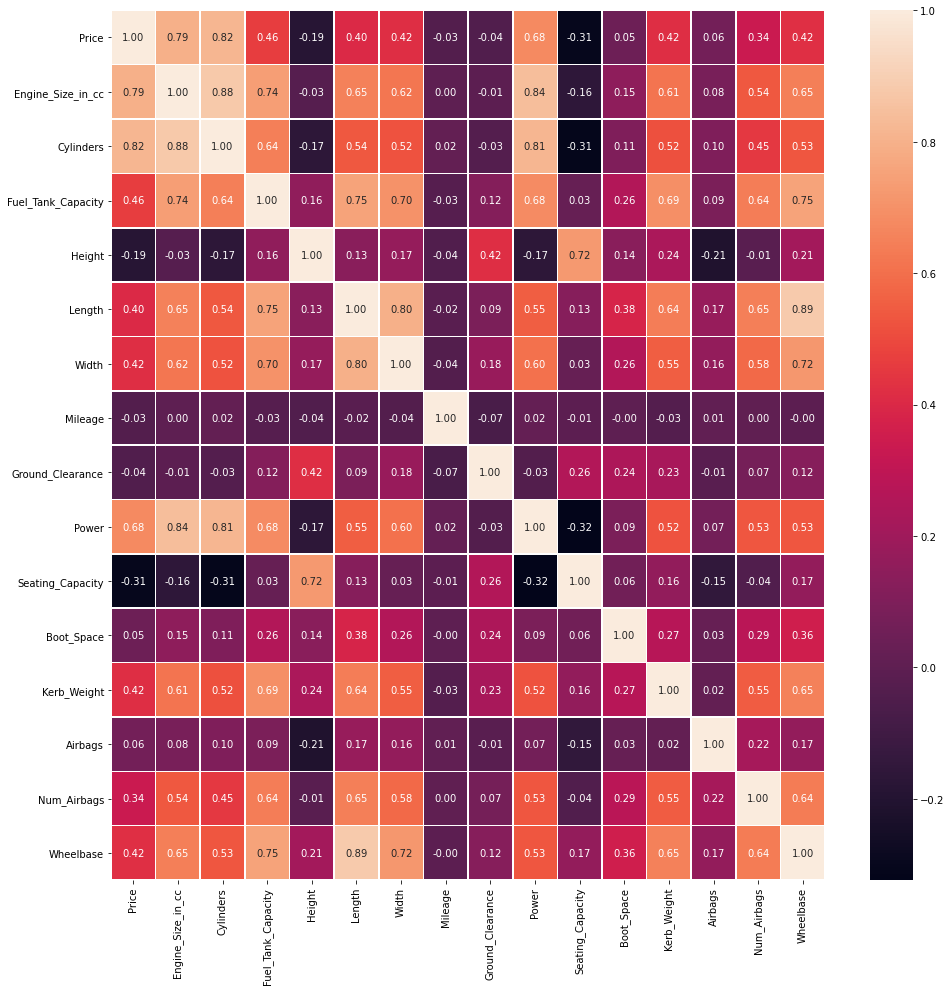 1.0
Price 1.00 0.79 0.82 0.46 -0.19 0.40 0.42 -0.03 -0.04 0.68 -0.31 0.05 0.42 0.06 0.34 0.42
Engine_Size_in_cc 0.79 1.00 0.88 0.74 -0.03 0.65 0.62 0.00 -0.01 0.84 -0.16 0.15 0.61 0.08 0.54 0.65
0.8
Cylinders 0.82 0.88 1.00 0.64 -0.17 0.54 0.52 0.02 -0.03 0.81 -0.31 0.11 0.52 0.10 0.45 0.53
Fuel_Tank_Capacity 0.46 0.74 0.64 1.00 0.16 0.75 0.70 -0.03 0.12 0.68 0.03 0.26 0.69 0.09 0.64 0.75
Height -0.19 -0.03 -0.17 0.16 1.00 0.13 0.17 -0.04 0.42 -0.17 0.72 0.14 0.24 -0.21 -0.01 0.21
0.6
Length 0.40 0.65 0.54 0.75 0.13 1.00 0.80 -0.02 0.09 0.55 0.13 0.38 0.64 0.17 0.65 0.89
Width 0.42 0.62 0.52 0.70 0.17 0.80 1.00 -0.04 0.18 0.60 0.03 0.26 0.55 0.16 0.58 0.72
0.4
Mileage -0.03 0.00 0.02 -0.03 -0.04 -0.02 -0.04 1.00 -0.07 0.02 -0.01 -0.00 -0.03 0.01 0.00 -0.00
Ground_Clearance -0.04 -0.01 -0.03 0.12 0.42 0.09 0.18 -0.07 1.00 -0.03 0.26 0.24 0.23 -0.01 0.07 0.12
Power 0.68 0.84 0.81 0.68 -0.17 0.55 0.60 0.02 -0.03 1.00 -0.32 0.09 0.52 0.07 0.53 0.53
0.2
Seating_Capacity -0.31 -0.16 -0.31 0.03 0.72 0.13 0.03 -0.01 0.26 -0.32 1.00 0.06 0.16 -0.15 -0.04 0.17
Boot_Space 0.05 0.15 0.11 0.26 0.14 0.38 0.26 -0.00 0.24 0.09 0.06 1.00 0.27 0.03 0.29 0.36
0.0
Kerb_Weight 0.42 0.61 0.52 0.69 0.24 0.64 0.55 -0.03 0.23 0.52 0.16 0.27 1.00 0.02 0.55 0.65
Airbags 0.06 0.08 0.10 0.09 -0.21 0.17 0.16 0.01 -0.01 0.07 -0.15 0.03 0.02 1.00 0.22 0.17
Num_Airbags 0.34 0.54 0.45 0.64 -0.01 0.65 0.58 0.00 0.07 0.53 -0.04 0.29 0.55 0.22 1.00 0.64
−0.2
Wheelbase 0.42 0.65 0.53 0.75 0.21 0.89 0.72 -0.00 0.12 0.53 0.17 0.36 0.65 0.17 0.64 1.00
Price Engine_Size_in_cc Cylinders Fuel_Tank_Capacity Height Length Width Mileage Ground_Clearance Power Seating_Capacity Boot_Space Kerb_Weight Airbags Num_Airbags Wheelbase